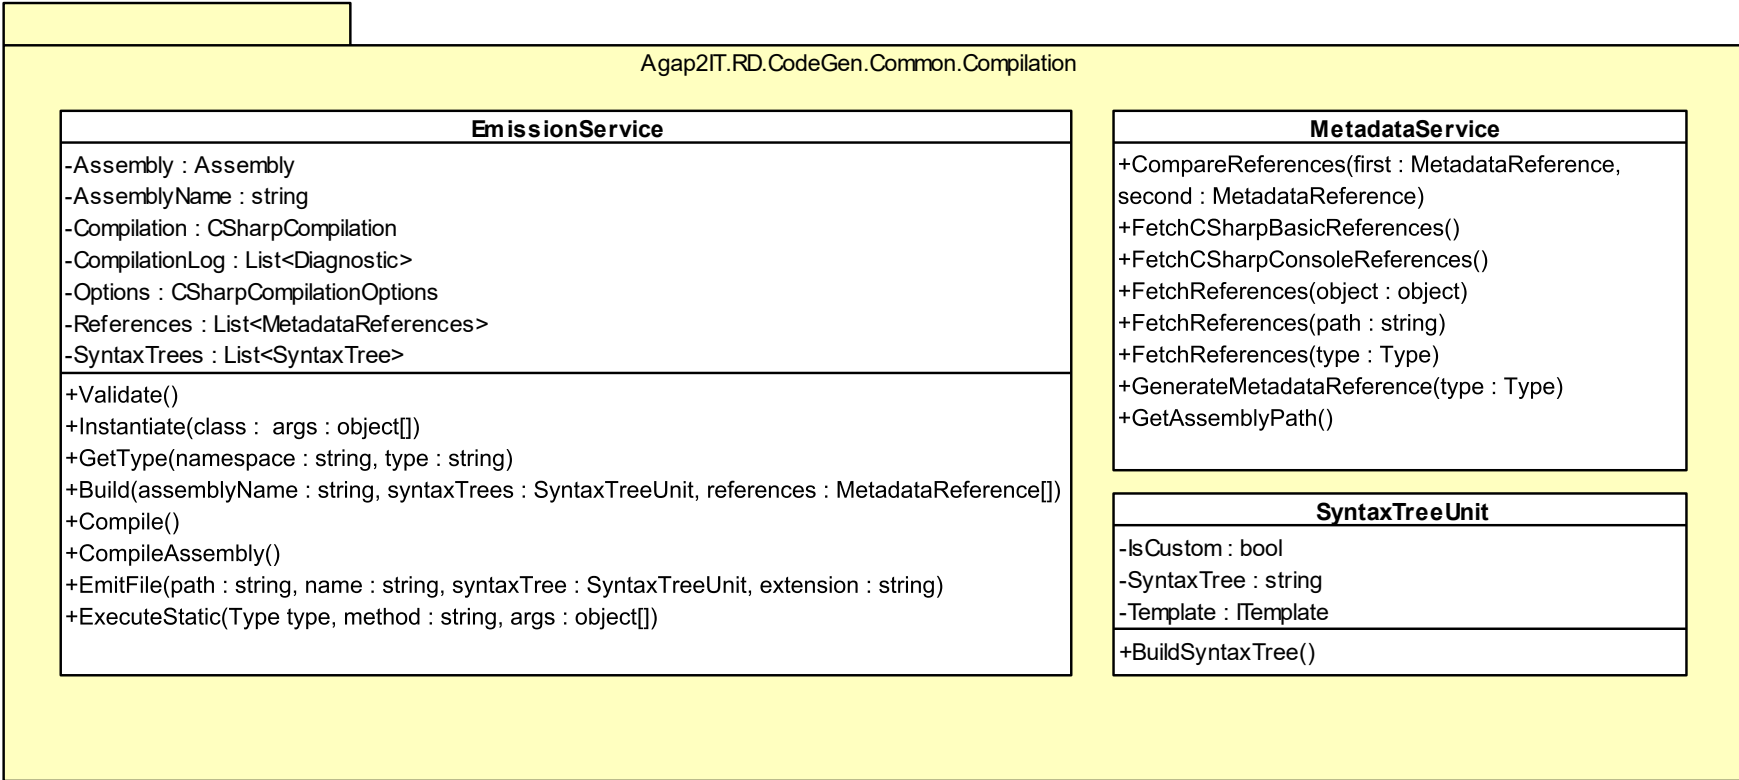 Agap2IT.RD.CodeGen.Common.Compilation
EmissionService
-Assembly : Assembly
-AssemblyName : string
-Compilation : CSharpCompilation
-CompilationLog : List<Diagnostic>
-Options : CSharpCompilationOptions
-References : List<MetadataReferences>
-SyntaxTrees : List<SyntaxTree>
+Validate()
+Instantiate(class :  args : object[])
+GetType(namespace : string, type : string)
+Build(assemblyName : string, syntaxTrees : SyntaxTreeUnit, references : MetadataReference[])
+Compile()
+CompileAssembly()
+EmitFile(path : string, name : string, syntaxTree : SyntaxTreeUnit, extension : string)
+ExecuteStatic(Type type, method : string, args : object[])
MetadataService
+CompareReferences(first : MetadataReference,
second : MetadataReference)
+FetchCSharpBasicReferences()
+FetchCSharpConsoleReferences()
+FetchReferences(object : object)
+FetchReferences(path : string)
+FetchReferences(type : Type)
+GenerateMetadataReference(type : Type)
+GetAssemblyPath()
SyntaxTreeUnit
-IsCustom : bool
-SyntaxTree : string
-Template : ITemplate
+BuildSyntaxTree()